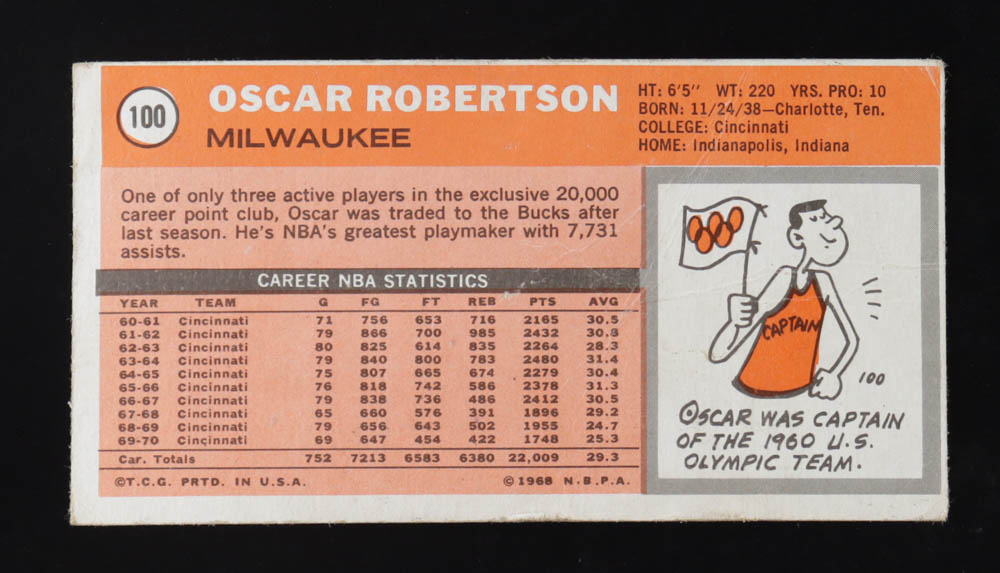 100
OSCAR ROBERTSON
MILWAUKEE
HT: 6'5" WT: 220 YRS. PRO: 10
BORN: 11/24/38—Charlotte, Ten.
COLLEGE: Cincinnati
HOME: Indianapolis, Indiana
One of only three active players in the exclusive 20,000
career point club, Oscar was traded to the Bucks after
last season. He's NBA's greatest playmaker with 7,731
assists.
CAREER NBA STATISTICS
YEAR TEAM G FG FT REB PTS AVG
60-61 Cincinnati 71 756 653 716 2165 30.5
61-62 Cincinnati 79 866 700 985 2432 30.8
62-63 Cincinnati 80 825 614 835 2264 28.3
63-64 Cincinnati 79 840 800 783 2480 31.4
64-65 Cincinnati 75 807 665 674 2279 30.4
65-66 Cincinnati 76 818 742 586 2378 31.3
66-67 Cincinnati 79 838 736 486 2412 30.5
67-68 Cincinnati 65 660 576 391 1896 29.2
68-69 Cincinnati 79 656 643 502 1955 24.7
69-70 Cincinnati 69 647 454 422 1748 25.3
Car. Totals 752 7213 6583 6380 22,009 29.3
©T.C.G. PRTD. IN U.S.A. ©1968 N.B.P.A.
CAPTAIN
100
OSCAR WAS CAPTAIN
OF THE 1960 U.S.
OLYMPIC TEAM.